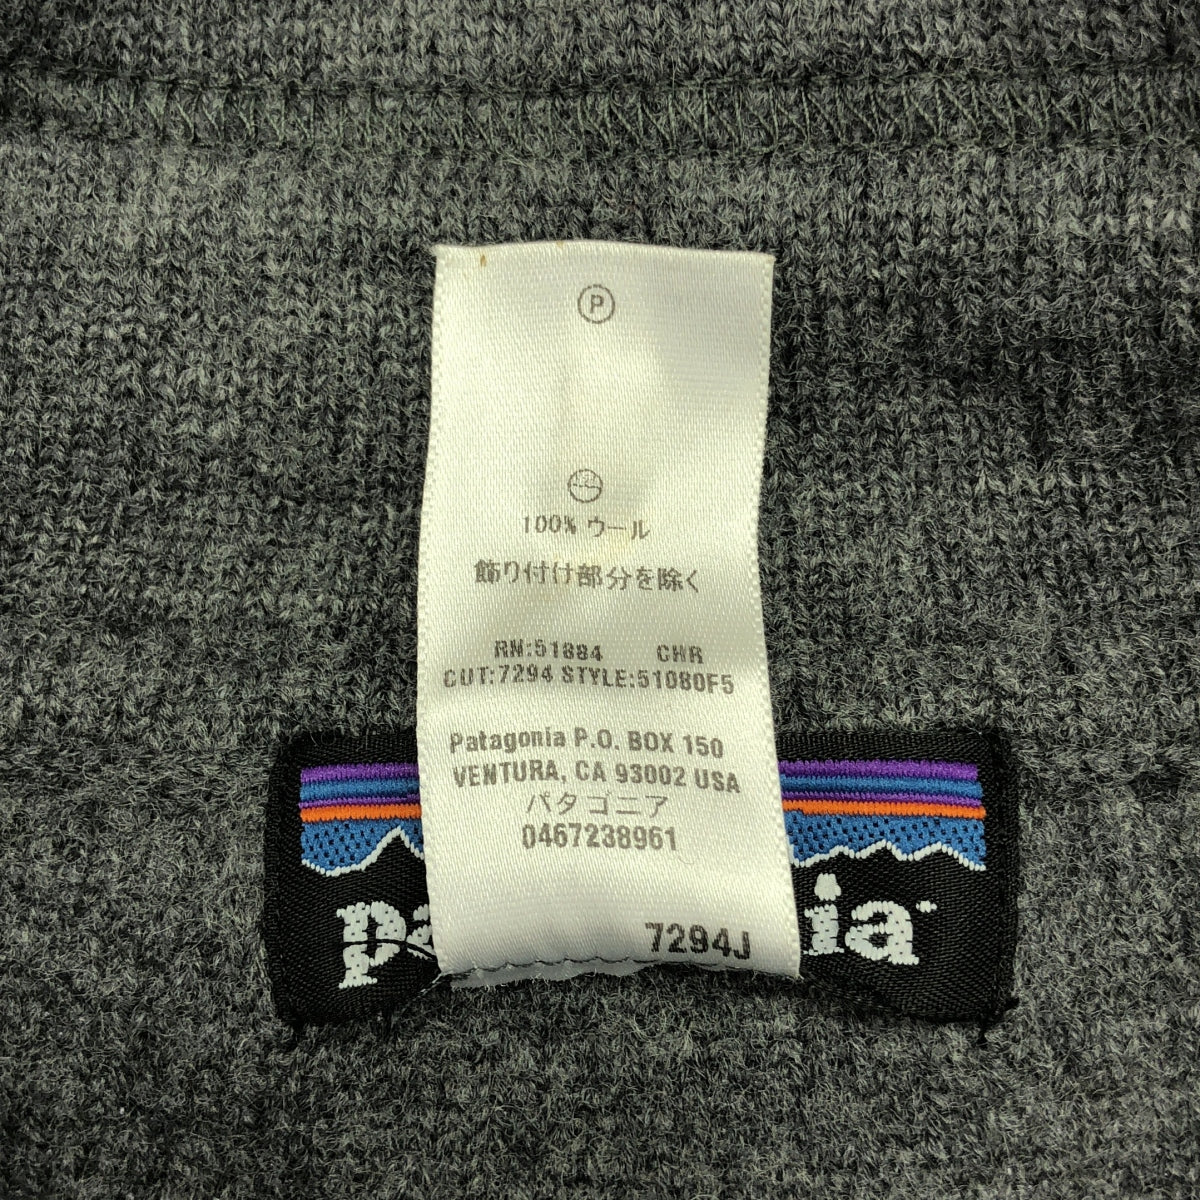 P
100% ウール
飾り付け部分を除く
RN:51884 CHR
CUT:7294 STYLE:51080F5
Patagonia P.O. BOX 150
VENTURA, CA 93002 USA
パタゴニア
0467238961
7294J